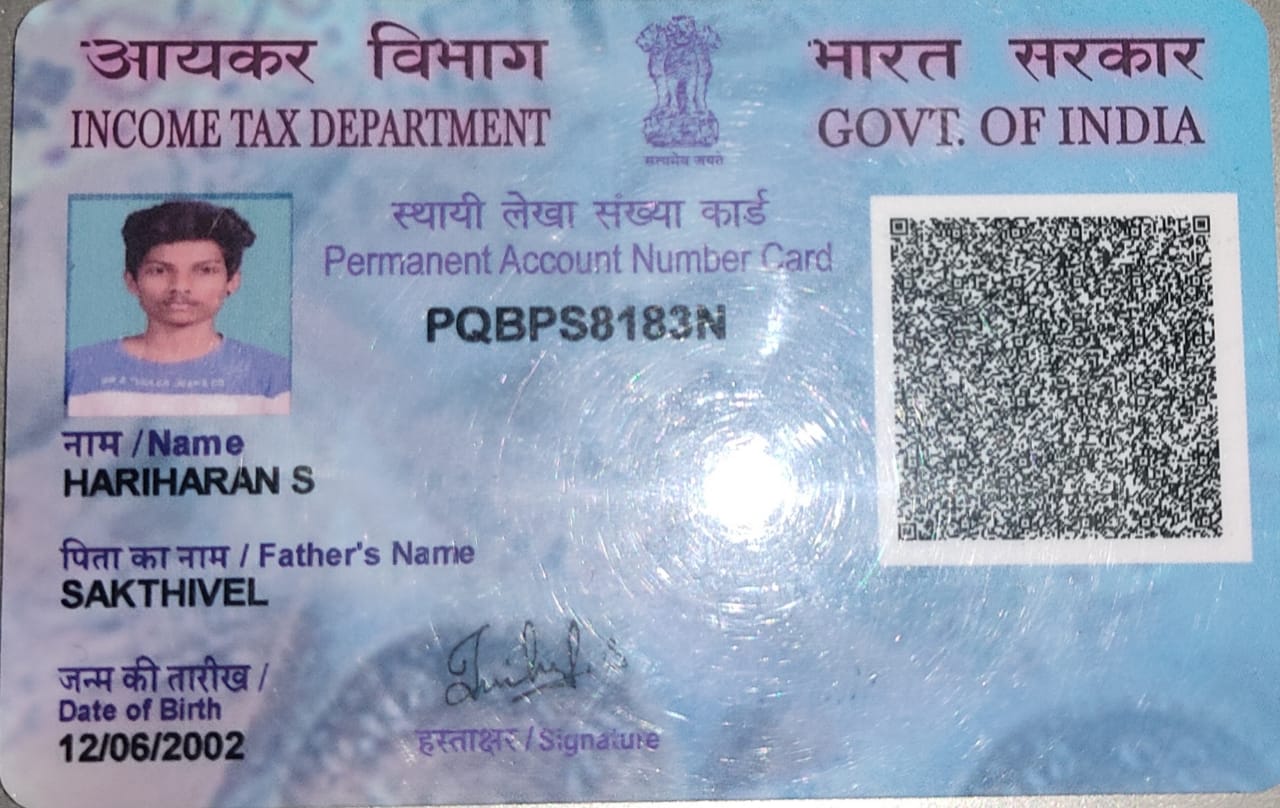 आयकर विभाग
INCOME TAX DEPARTMENT
सत्यमेव जयते
भारत सरकार
GOVT. OF INDIA
स्थायी लेखा संख्या कार्ड
Permanent Account Number Card
PQBPS8183N
नाम / Name
HARIHARAN S
पिता का नाम / Father's Name
SAKTHIVEL
जन्म की तारीख /
Date of Birth
12/06/2002
हस्ताक्षर / Signature